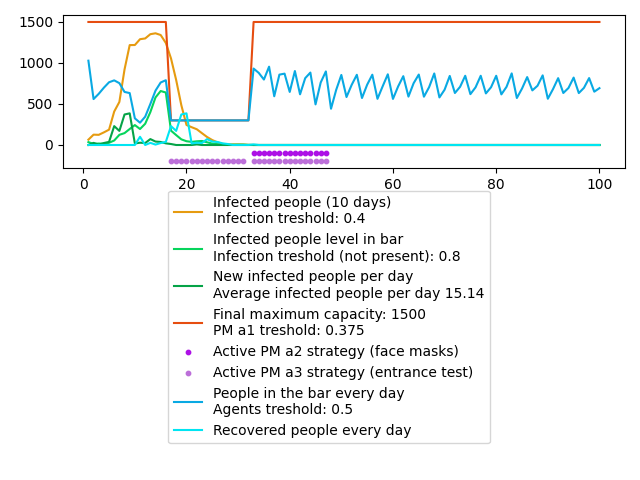 1500
1000
500
0
0 20 40 60 80 100
Infected people (10 days)
Infection treshold: 0.4
Infected people level in bar
Infection treshold (not present): 0.8
New infected people per day
Average infected people per day 15.14
Final maximum capacity: 1500
PM a1 treshold: 0.375
Active PM a2 strategy (face masks)
Active PM a3 strategy (entrance test)
People in the bar every day
Agents treshold: 0.5
Recovered people every day